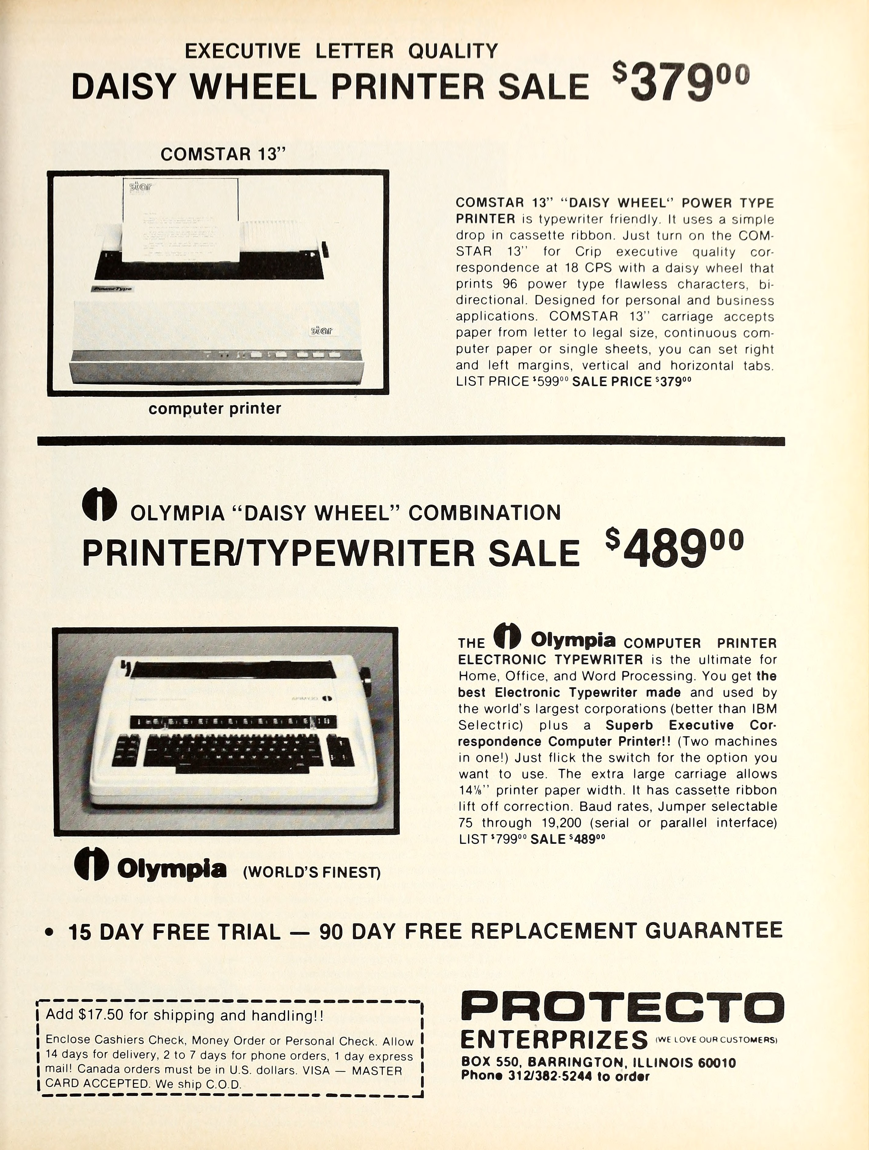 EXECUTIVE LETTER QUALITY
DAISY WHEEL PRINTER SALE $379⁰⁰
COMSTAR 13”
star
PowerType
star
computer printer
COMSTAR 13” “DAISY WHEEL“ POWER TYPE
PRINTER is typewriter friendly. It uses a simple
drop in cassette ribbon. Just turn on the COM-
STAR 13” for Crip executive quality cor-
respondence at 18 CPS with a daisy wheel that
prints 96 power type flawless characters, bi-
directional. Designed for personal and business
applications. COMSTAR 13” carriage accepts
paper from letter to legal size, continuous com-
puter paper or single sheets, you can set right
and left margins, vertical and horizontal tabs.
LIST PRICE $599⁰⁰ SALE PRICE $379⁰⁰
OLYMPIA “DAISY WHEEL” COMBINATION
PRINTER/TYPEWRITER SALE $489⁰⁰
Olympia (WORLD'S FINEST)
THE Olympia COMPUTER PRINTER
ELECTRONIC TYPEWRITER is the ultimate for
Home, Office, and Word Processing. You get the
best Electronic Typewriter made and used by
the world's largest corporations (better than IBM
Selectric) plus a Superb Executive Cor-
respondence Computer Printer!! (Two machines
in one!) Just flick the switch for the option you
want to use. The extra large carriage allows
14⅛” printer paper width. It has cassette ribbon
lift off correction. Baud rates, Jumper selectable
75 through 19,200 (serial or parallel interface)
LIST $799⁰⁰ SALE $489⁰⁰
• 15 DAY FREE TRIAL — 90 DAY FREE REPLACEMENT GUARANTEE
Add $17.50 for shipping and handling!!
Enclose Cashiers Check, Money Order or Personal Check. Allow
14 days for delivery, 2 to 7 days for phone orders, 1 day express
mail! Canada orders must be in U.S. dollars. VISA — MASTER
CARD ACCEPTED. We ship C.O.D.
PROTECTO
ENTERPRIZES (WE LOVE OUR CUSTOMERS)
BOX 550, BARRINGTON, ILLINOIS 60010
Phone 312/382-5244 to order